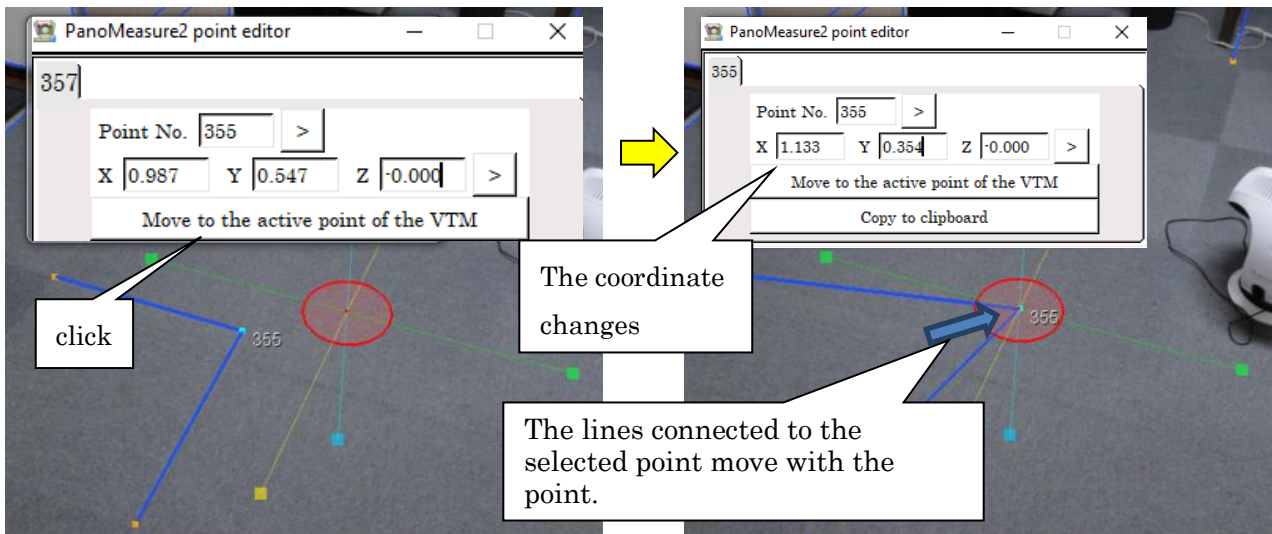 PanoMeasure2 point editor
357
Point No. 355 >
X 0.987 Y 0.547 Z -0.000 >
Move to the active point of the VTM
click
355
PanoMeasure2 point editor
355
Point No. 355 >
X 1.133 Y 0.354 Z -0.000 >
Move to the active point of the VTM
Copy to clipboard
The coordinate
changes
355
The lines connected to the
selected point move with the
point.